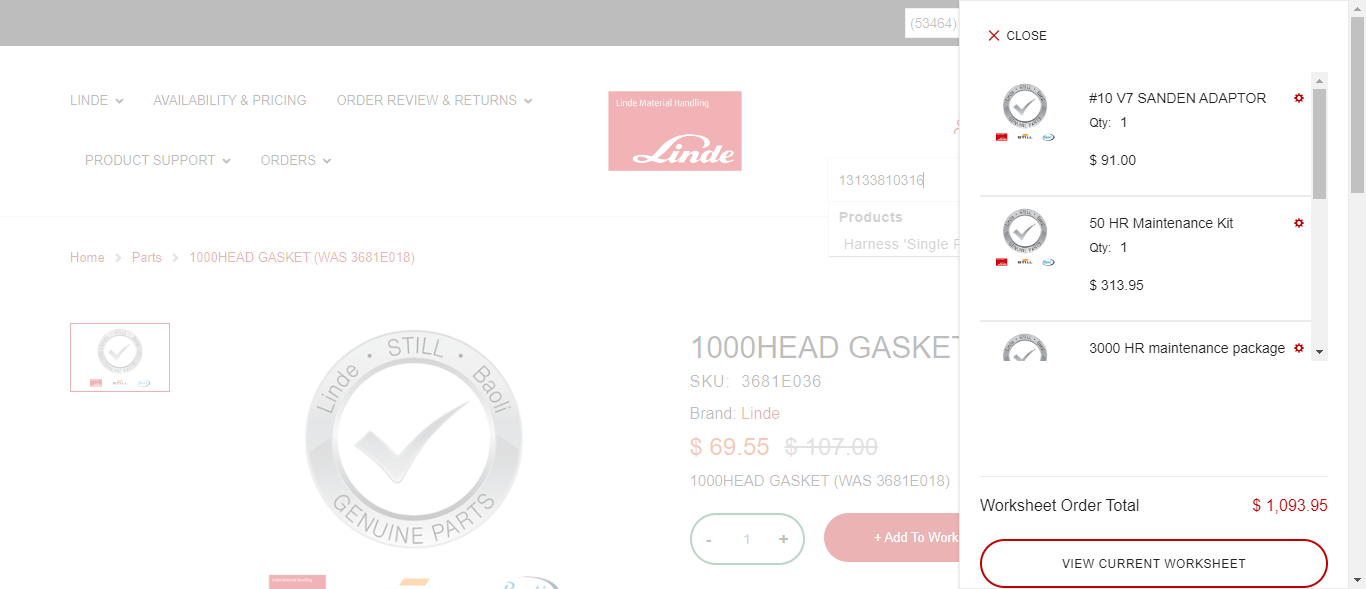 (53464)
LINDE
AVAILABILITY & PRICING
ORDER REVIEW & RETURNS
PRODUCT SUPPORT
ORDERS
Linde Material Handling
Linde
13133810316
Products
Harness 'Single
Home
Parts
1000HEAD GASKET (WAS 3681E018)
STILL
Linde
Baoli
GENUINE PARTS
1000HEAD GASKET
SKU: 3681E036
Brand: Linde
$ 69.55 $ 107.00
1000HEAD GASKET (WAS 3681E018)
- 1 +
+ Add To Work
CLOSE
#10 V7 SANDEN ADAPTOR
Qty: 1
$ 91.00
50 HR Maintenance Kit
Qty: 1
$ 313.95
3000 HR maintenance package
Worksheet Order Total $ 1,093.95
VIEW CURRENT WORKSHEET